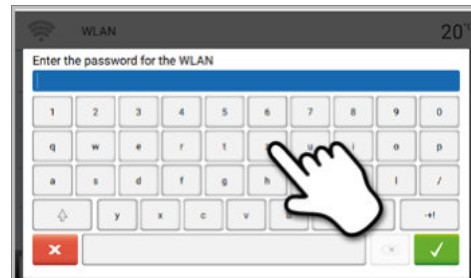 WLAN 20°C
Enter the password for the WLAN
1 2 3 4 5 6 7 8 9 0
q w e r t u i o p
a s d f g h l /
y x c v -+!